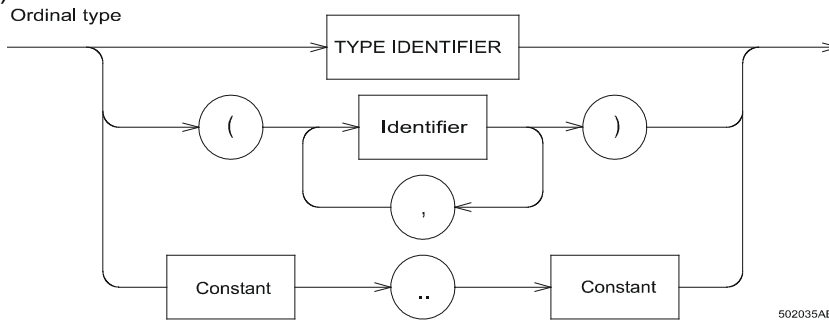 )
Ordinal type
TYPE IDENTIFIER
( Identifier )
,
Constant .. Constant
502035AE